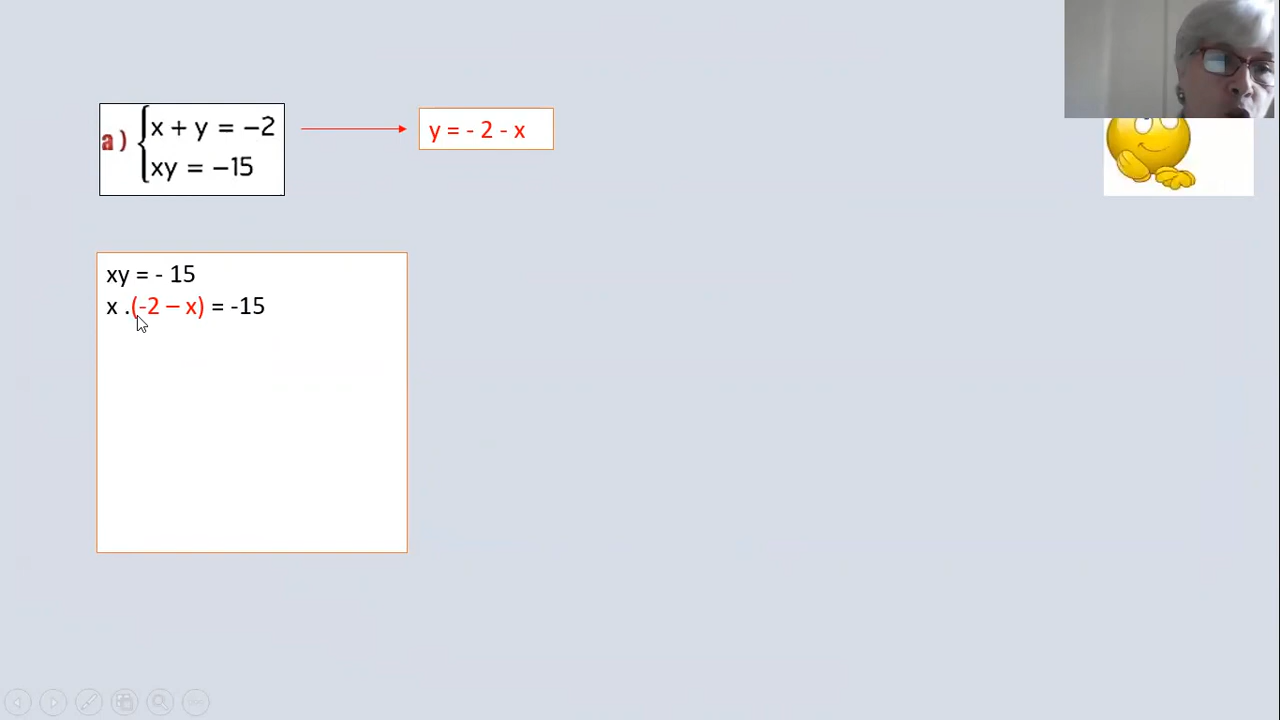 a) x + y = −2
xy = −15
y = - 2 - x
xy = - 15
x .(-2 – x) = -15